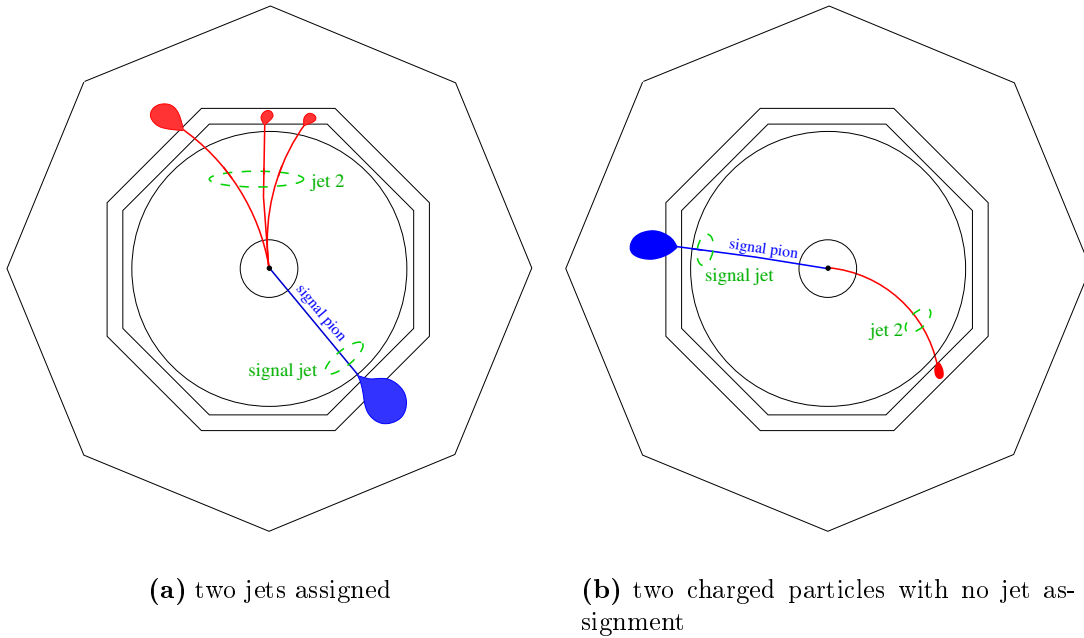 jet 2
signal pion
signal jet
signal pion
signal jet
jet 2
(a) two jets assigned
(b) two charged particles with no jet as-
signment